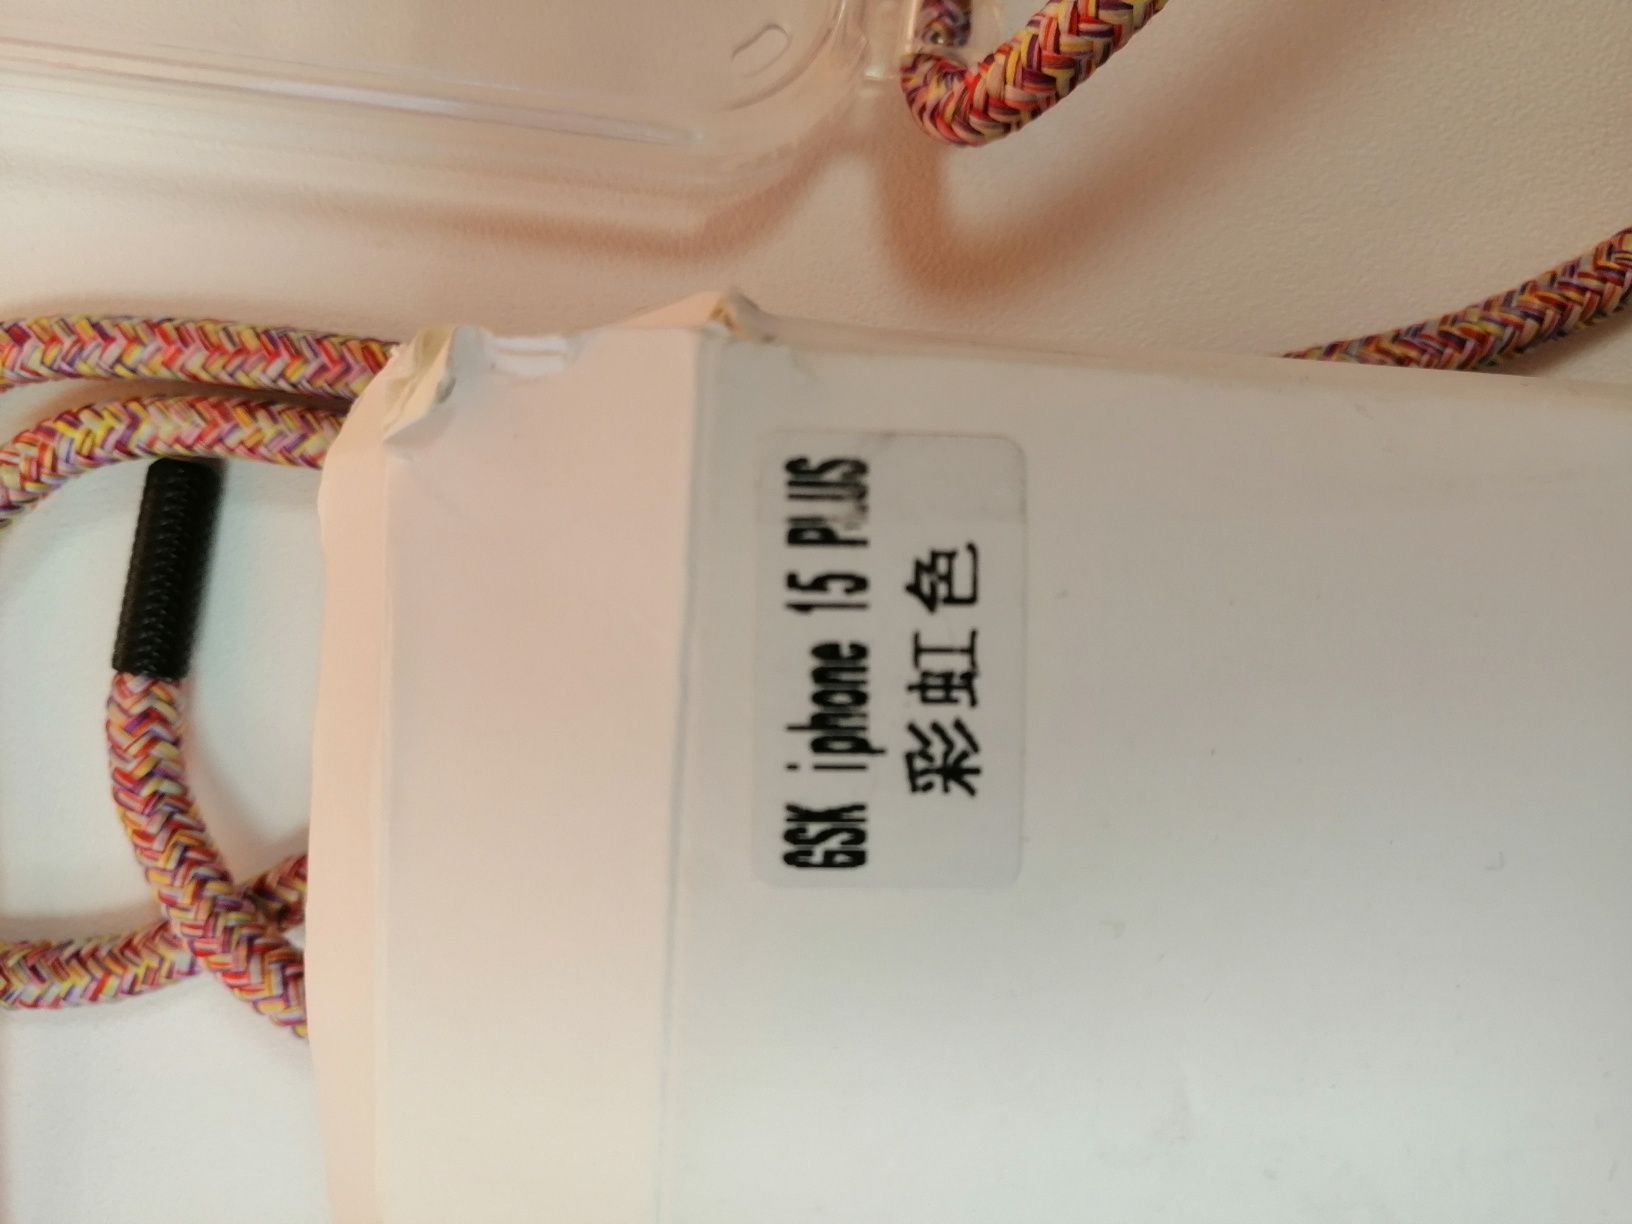 GSK iphone 15 PLUS
彩虹色